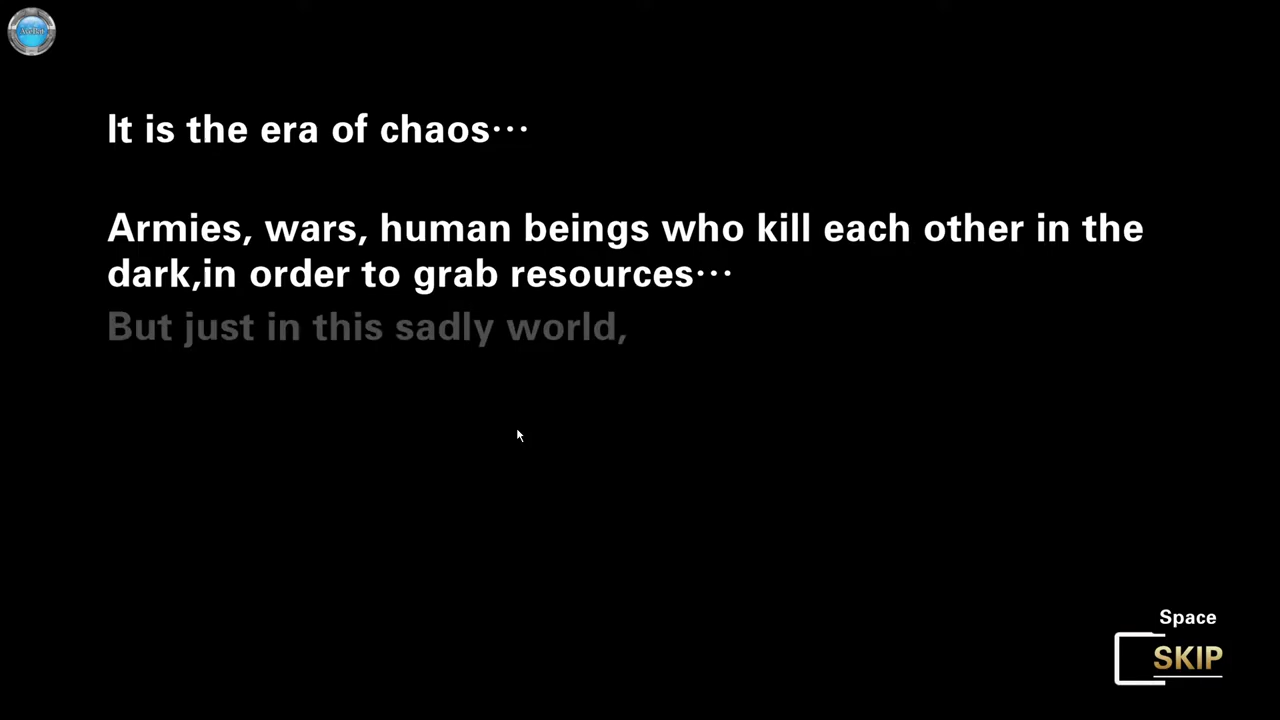 It is the era of chaos···
Armies, wars, human beings who kill each other in the
dark,in order to grab resources···
But just in this sadly world,
Space
SKIP